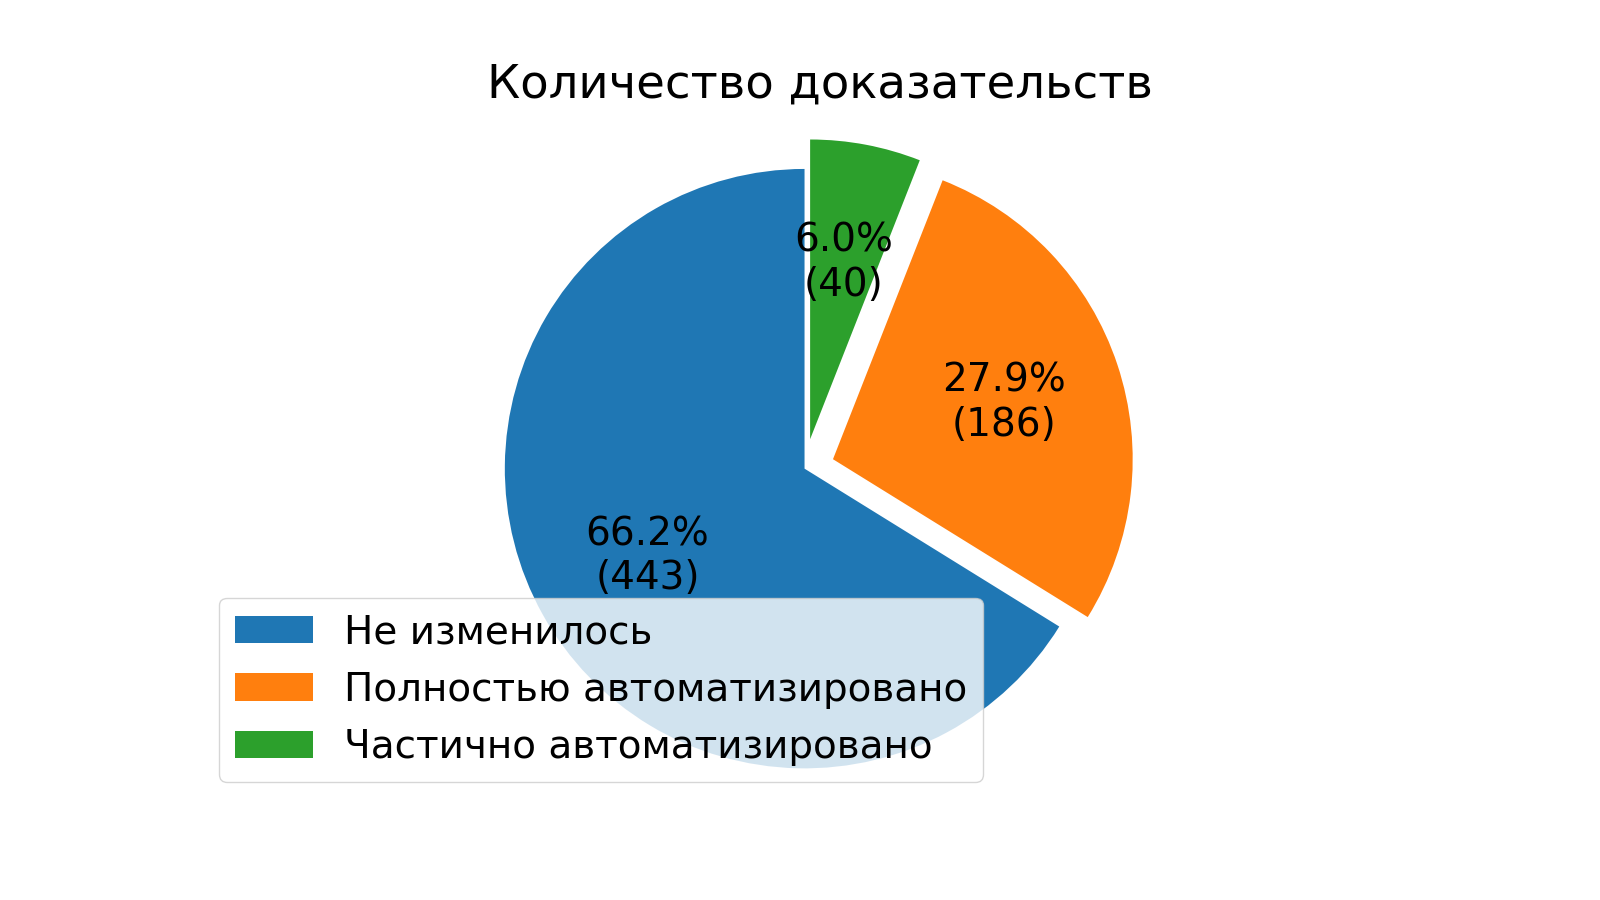 Количество доказательств
6.0%
(40)
27.9%
(186)
66.2%
(443)
Не изменилось
Полностью автоматизировано
Частично автоматизировано